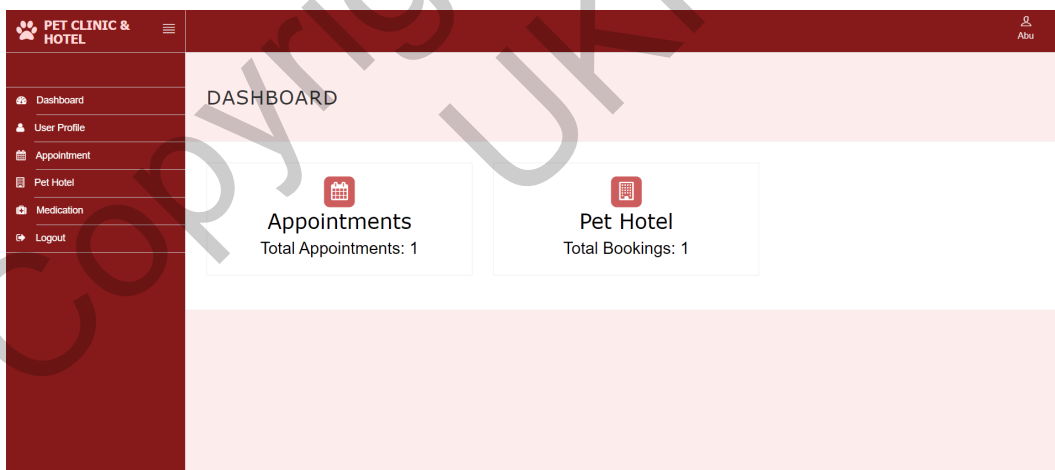 PET CLINIC &
HOTEL
Abu
Dashboard
User Profile
Appointment
Pet Hotel
Medication
Logout
DASHBOARD
Appointments
Total Appointments: 1
Pet Hotel
Total Bookings: 1